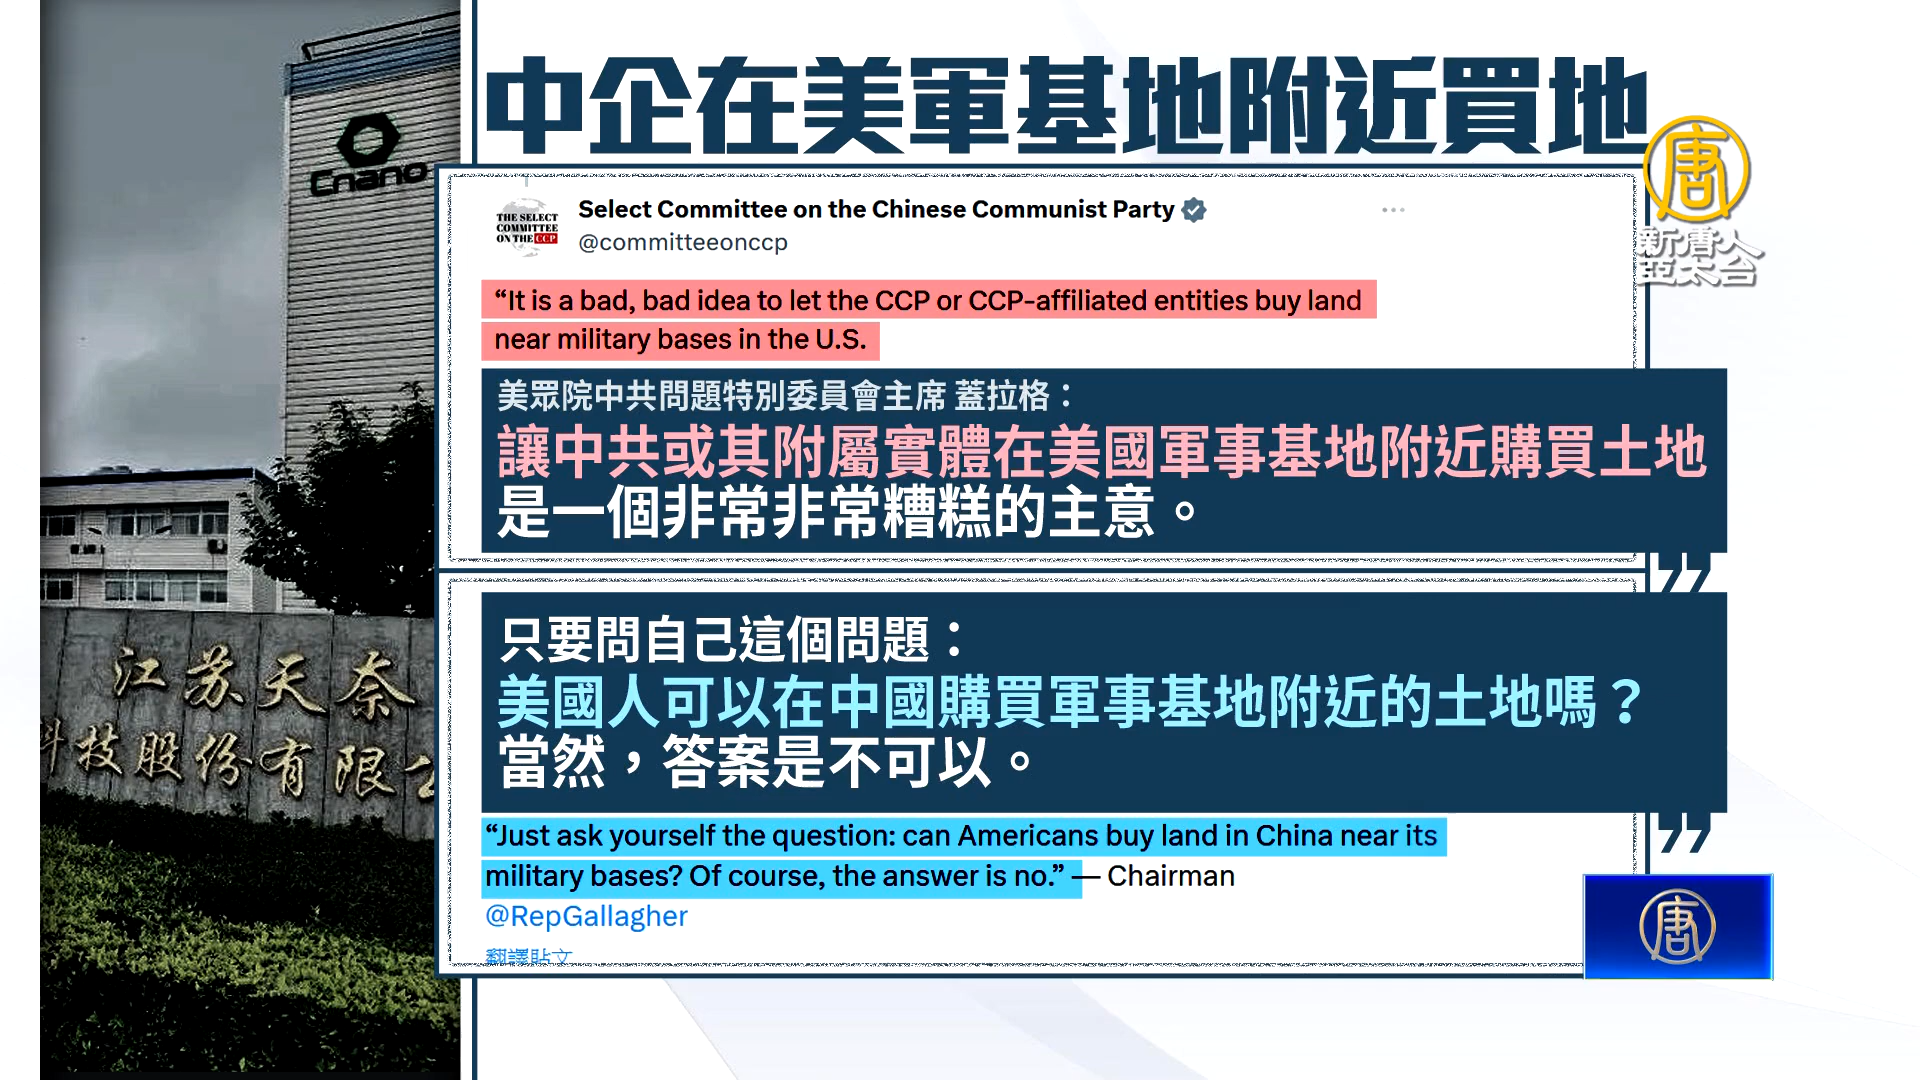 中企在美軍基地附近買地
Cnano
唐
新唐人
亞太台
THE SELECT
COMMITTEE
ON THE CCP
Select Committee on the Chinese Communist Party
@committeeonccp
“It is a bad, bad idea to let the CCP or CCP-affiliated entities buy land
near military bases in the U.S.
美眾院中共問題特別委員會主席 蓋拉格：
讓中共或其附屬實體在美國軍事基地附近購買土地
是一個非常非常糟糕的主意。
”
只要問自己這個問題：
美國人可以在中國購買軍事基地附近的土地嗎？
當然，答案是不可以。
”
“Just ask yourself the question: can Americans buy land in China near its
military bases? Of course, the answer is no.” — Chairman
@RepGallagher
翻譯貼文
江苏天奈
科技股份有限公
唐